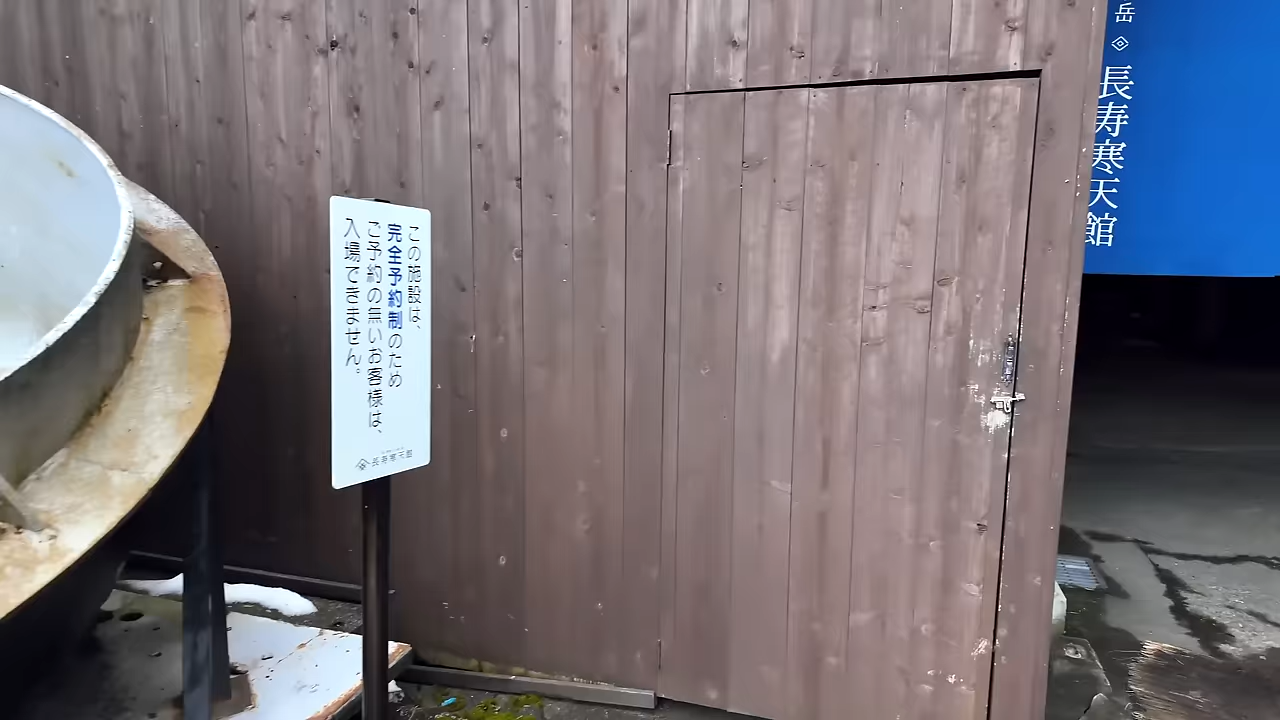 この施設は、
完全予約制のため
ご予約の無いお客様は、
入場できません。
長寿寒天館
岳
長寿寒天館